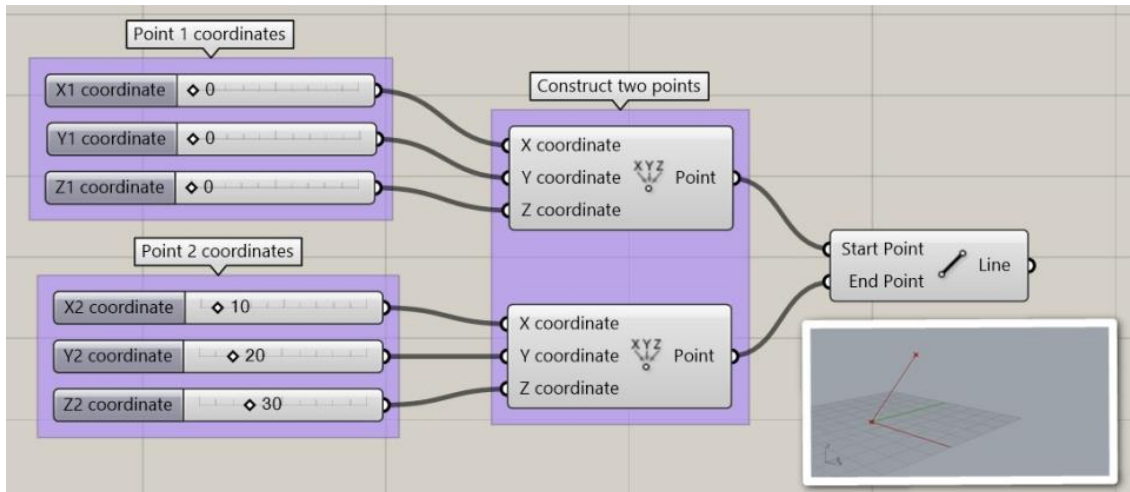 Point 1 coordinates
X1 coordinate 0
Y1 coordinate 0
Z1 coordinate 0
Point 2 coordinates
X2 coordinate 10
Y2 coordinate 20
Z2 coordinate 30
Construct two points
X coordinate
Y coordinate XYZ Point
Z coordinate
X coordinate
Y coordinate XYZ Point
Z coordinate
Start Point
End Point
Line